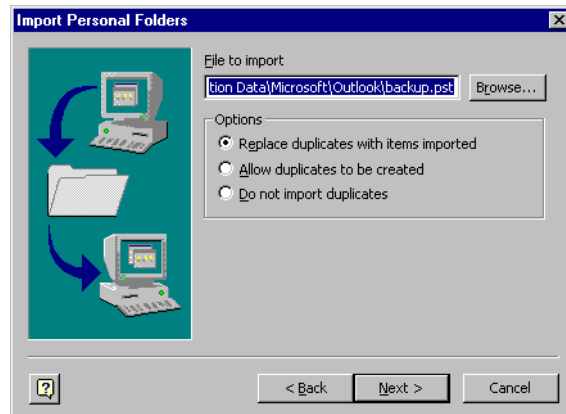 Import Personal Folders
File to import
tion Data\Microsoft\Outlook\backup.pst
Browse...
Options
Replace duplicates with items imported
Allow duplicates to be created
Do not import duplicates
< Back Next > Cancel